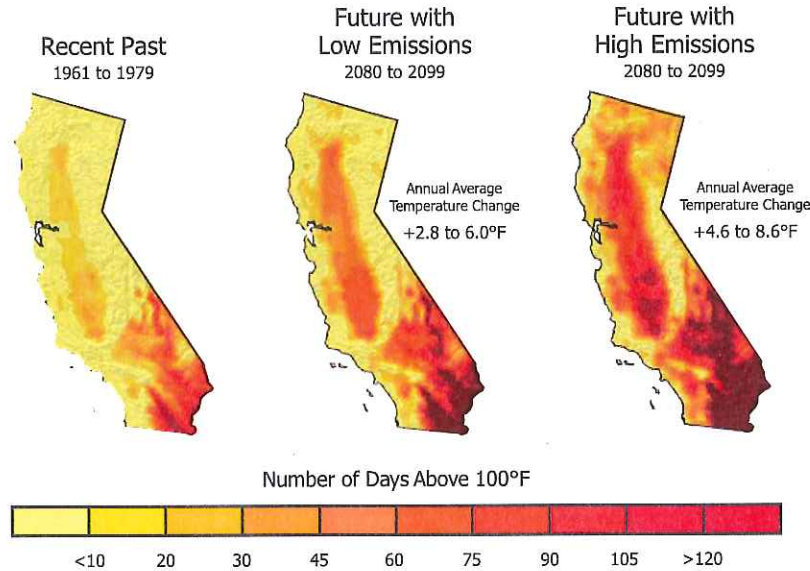 Recent Past
1961 to 1979
Future with
Low Emissions
2080 to 2099
Annual Average
Temperature Change
+2.8 to 6.0°F
Future with
High Emissions
2080 to 2099
Annual Average
Temperature Change
+4.6 to 8.6°F
Number of Days Above 100°F
<10 20 30 45 60 75 90 105 >120